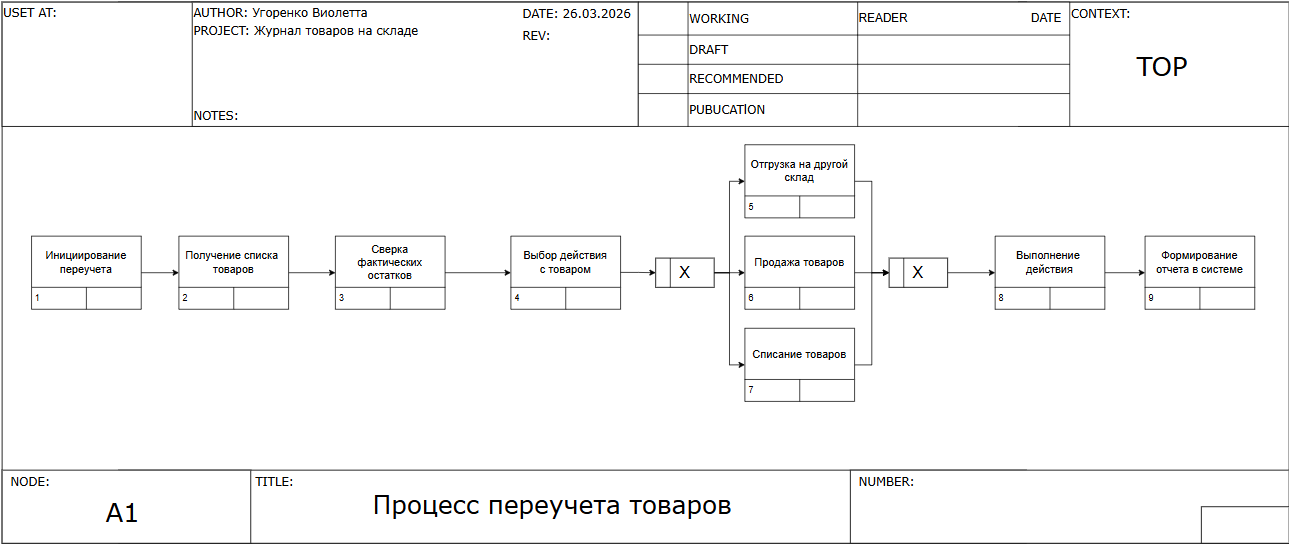 USET AT:
AUTHOR: Угоренко Виолетта
DATE: 26.03.2026
PROJECT: Журнал товаров на складе
REV:
NOTES:
WORKING
DRAFT
RECOMMENDED
PUBUCATlON
READER
DATE
CONTEXT:
TOP
Инициирование
переучета
1
Получение списка
товаров
2
Сверка
фактических
остатков
3
Выбор действия
с товаром
4
X
Отгрузка на другой
склад
5
Продажа товаров
6
Списание товаров
7
X
Выполнение
действия
8
Формирование
отчета в системе
9
NODE:
A1
TITLE:
Процесс переучета товаров
NUMBER: